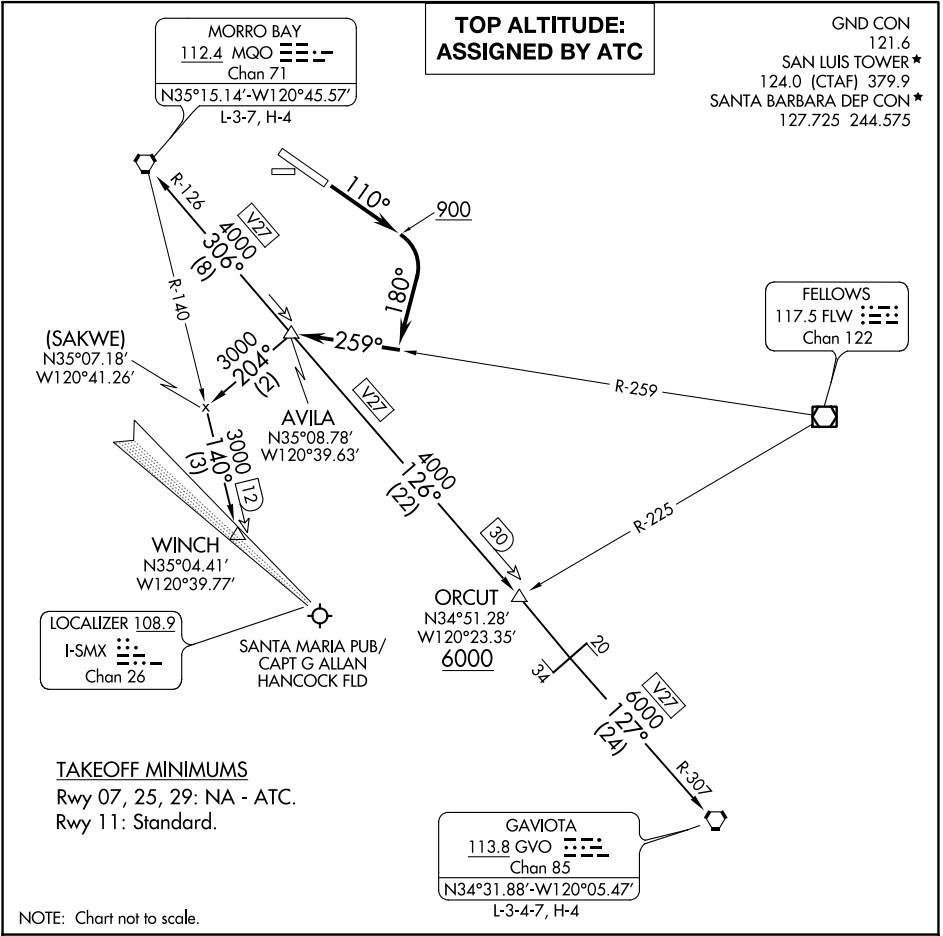 MORRO BAY
112.4 MQO
Chan 71
N35°15.14'-W120°45.57'
L-3-7, H-4
TOP ALTITUDE:
ASSIGNED BY ATC
GND CON
121.6
SAN LUIS TOWER★
124.0 (CTAF) 379.9
SANTA BARBARA DEP CON★
127.725 244.575
R-126
4000
306°
(8)
V27
110°
900
180°
R-140
(SAKWE)
N35°07.18'
W120°41.26'
3000
204°
(2)
259°
R-259
FELLOWS
117.5 FLW
Chan 122
AVILA
N35°08.78'
W120°39.63'
V27
3000
140°
(3)
12
4000
126°
(22)
R-225
WINCH
N35°04.41'
W120°39.77'
30
ORCUT
N34°51.28'
W120°23.35'
6000
LOCALIZER 108.9
I-SMX
Chan 26
SANTA MARIA PUB/
CAPT G ALLAN
HANCOCK FLD
20
34
V27
6000
127°
(24)
R-307
TAKEOFF MINIMUMS
Rwy 07, 25, 29: NA - ATC.
Rwy 11: Standard.
GAVIOTA
113.8 GVO
Chan 85
N34°31.88'-W120°05.47'
L-3-4-7, H-4
NOTE: Chart not to scale.